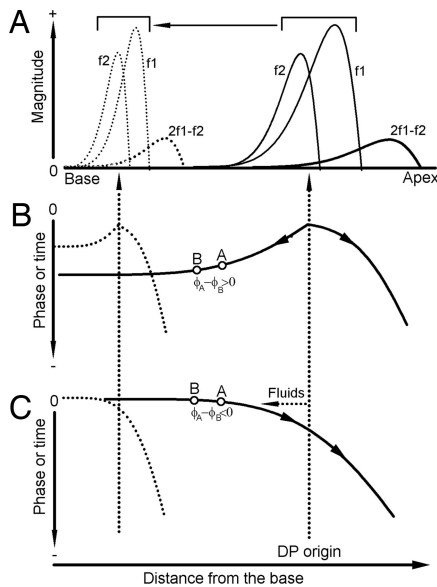 A
+
Magnitude
0
f2
f1
2f1-f2
f2
f1
2f1-f2
Base
Apex
B
0
Phase or time
-
B
A
ϕA−ϕB>0
C
0
Phase or time
-
B
A
ϕA−ϕB<0
Fluids
DP origin
Distance from the base